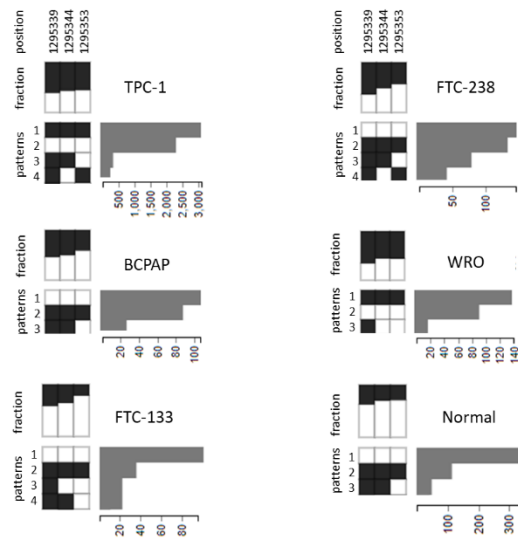 position
1295339
1295344
1295353
fraction
TPC-1
patterns
1
2
3
4
500
1,000
1,500
2,000
2,500
3,000
position
1295339
1295344
1295353
fraction
FTC-238
patterns
1
2
3
4
50
100
fraction
BCPAP
patterns
1
2
3
20
40
60
80
100
fraction
WRO
patterns
1
2
3
20
40
60
80
100
120
140
fraction
FTC-133
patterns
1
2
3
4
20
40
60
80
fraction
Normal
patterns
1
2
3
100
200
300